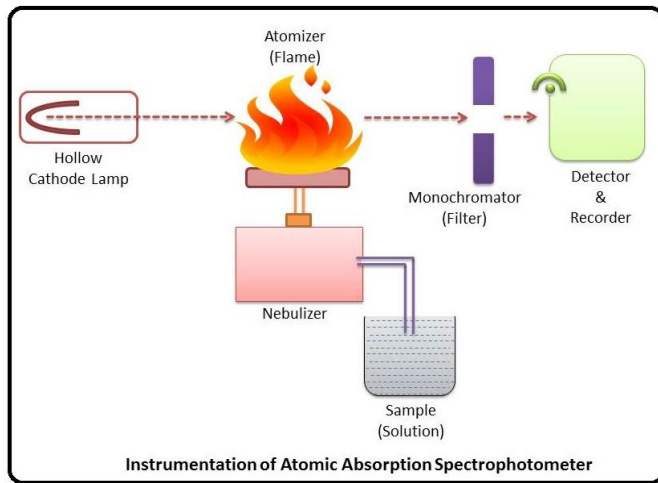 Atomizer
(Flame)
Hollow
Cathode Lamp
Monochromator
(Filter)
Detector
&
Recorder
Nebulizer
Sample
(Solution)
Instrumentation of Atomic Absorption Spectrophotometer